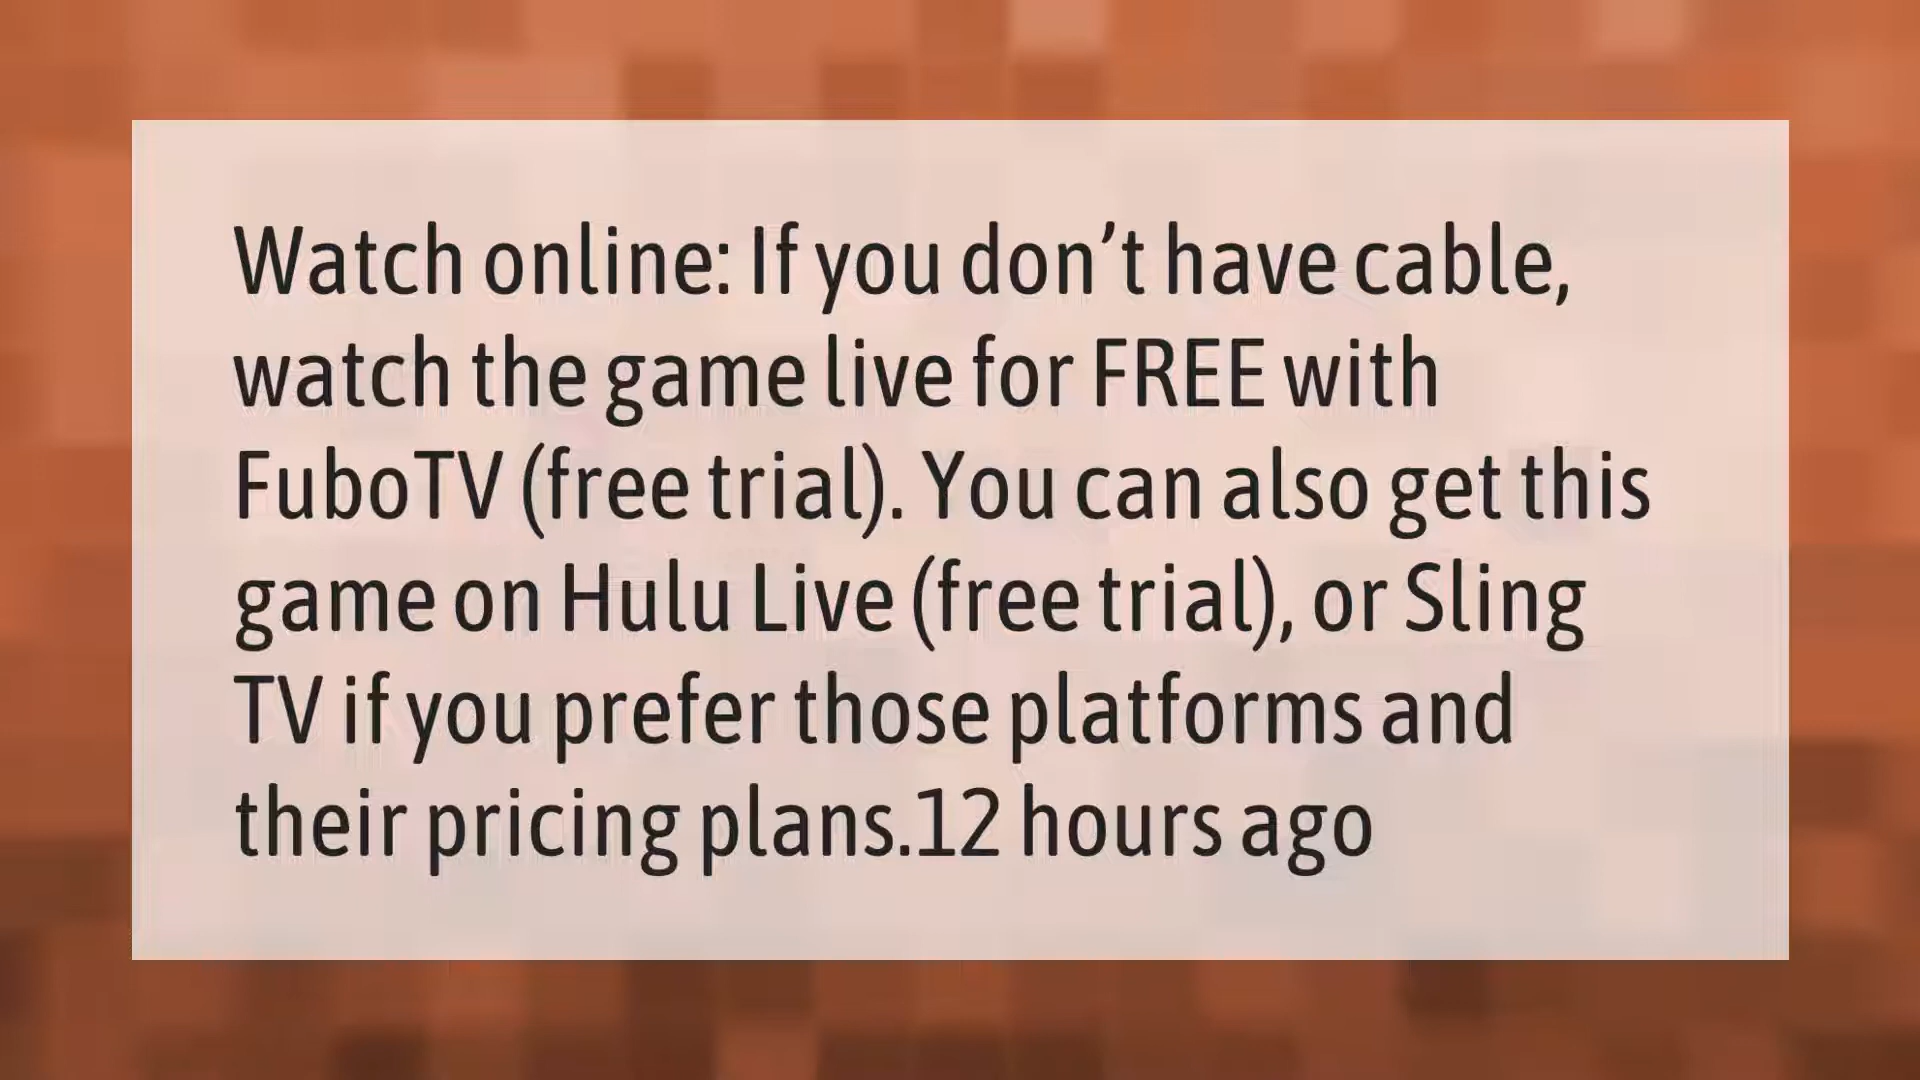 Watch online: If you don’t have cable,
watch the game live for FREE with
FuboTV (free trial). You can also get this
game on Hulu Live (free trial), or Sling
TV if you prefer those platforms and
their pricing plans.12 hours ago